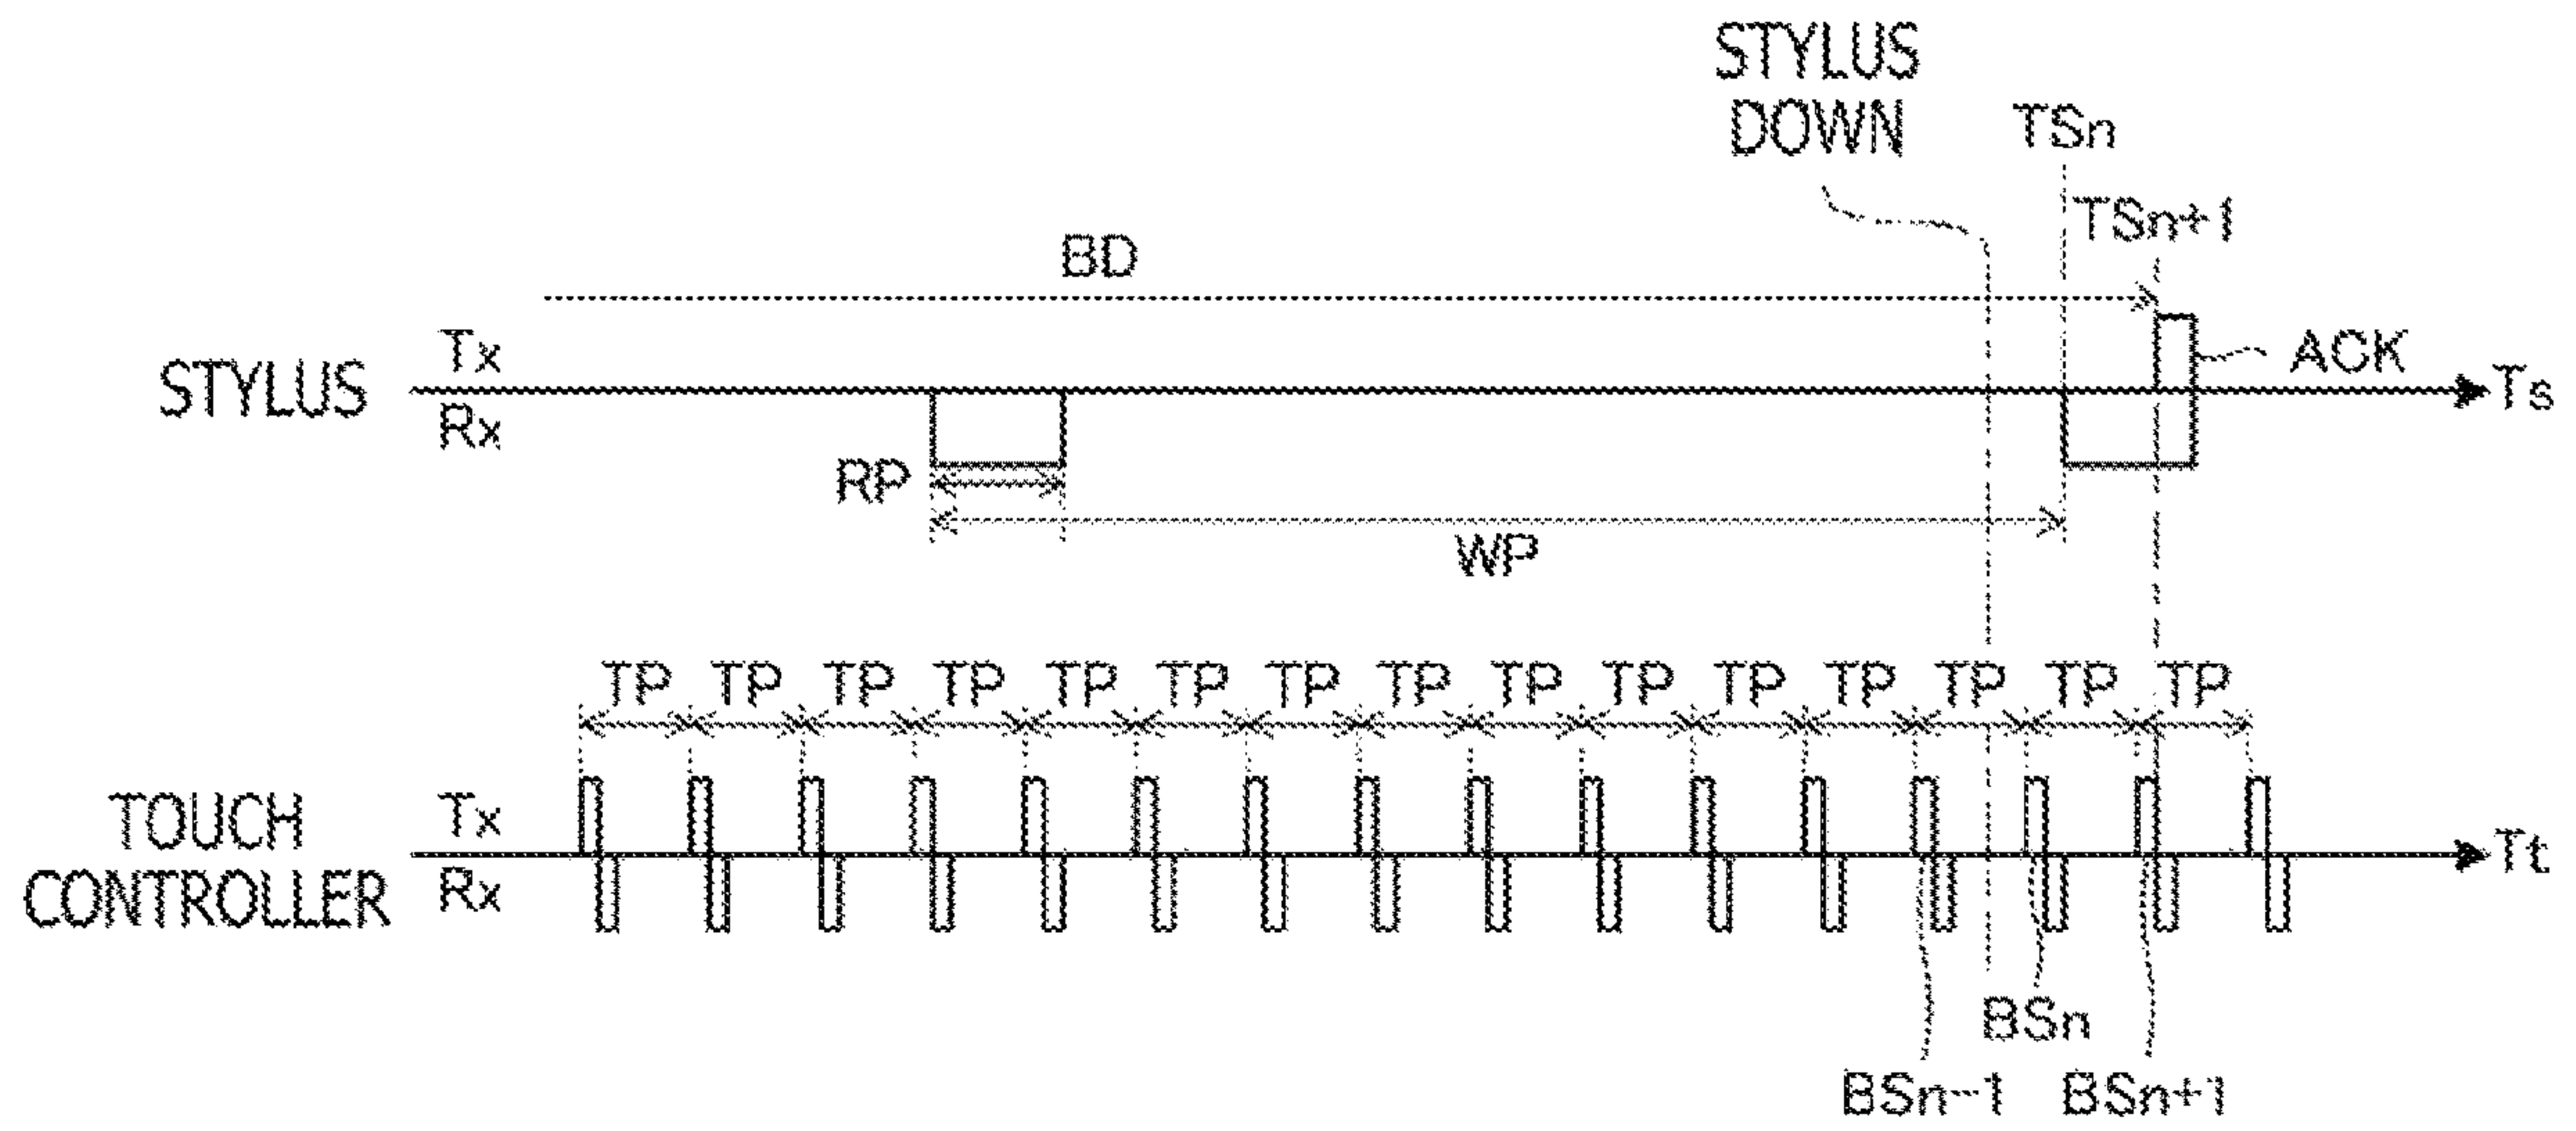 STYLUS
DOWN
TSn
TSn+1
BD
Tx
STYLUS
ACK
Ts
Rx
RP
WP
TP TP TP TP TP TP TP TP TP TP TP TP TP TP TP
TOUCH
CONTROLLER
Tx
Tt
Rx
BSn
BSn-1
BSn+1